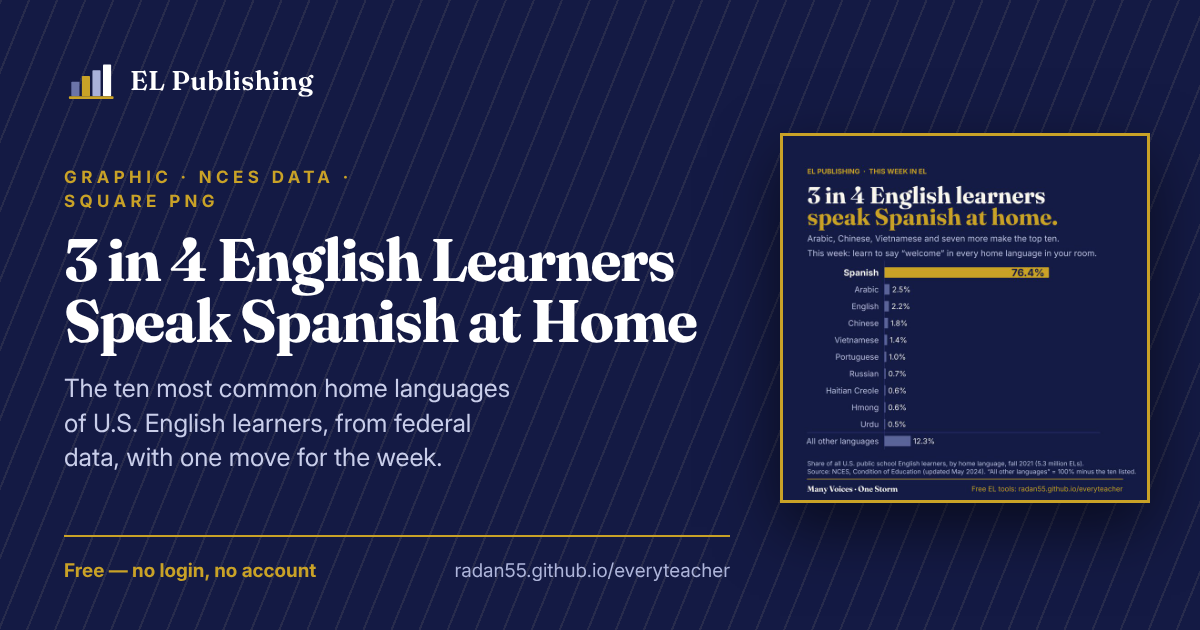 EL Publishing
GRAPHIC · NCES DATA ·
SQUARE PNG
3 in 4 English Learners
Speak Spanish at Home
The ten most common home languages
of U.S. English learners, from federal
data, with one move for the week.
Free — no login, no account
radan55.github.io/everyteacher
EL PUBLISHING · THIS WEEK IN EL
3 in 4 English learners
speak Spanish at home.
Arabic, Chinese, Vietnamese and seven more make the top ten.
This week: learn to say “welcome” in every home language in your room.
Spanish 76.4%
Arabic 2.5%
English 2.2%
Chinese 1.8%
Vietnamese 1.4%
Portuguese 1.0%
Russian 0.7%
Haitian Creole 0.6%
Hmong 0.6%
Urdu 0.5%
All other languages 12.3%
Share of all U.S. public school English learners, by home language, fall 2021 (5.3 million ELs).
Source: NCES, Condition of Education (updated May 2024). “All other languages” = 100% minus the ten listed.
Many Voices · One Storm
Free EL tools: radan55.github.io/everyteacher